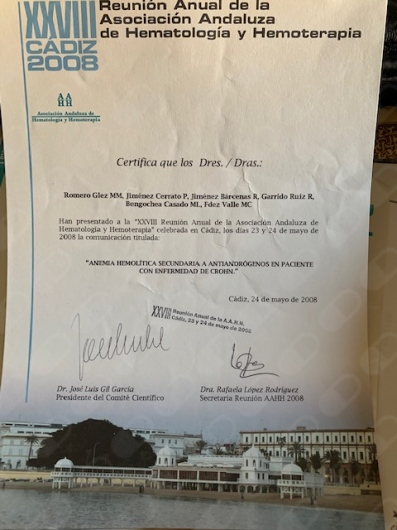 XXVIII
CÁDIZ
2008
Reunión Anual de la
Asociación Andaluza
de Hematología y Hemoterapia
AA
HH
Asociación Andaluza de
Hematología y Hemoterapia
Certifica que los Dres. / Dras.:
Romero Glez MM, Jiménez Cerrato P, Jiménez Bárcenas R, Garrido Ruiz R,
Bengochea Casado ML, Fdez Valle MC
Han presentado a la "XXVIII Reunión Anual de la Asociación Andaluza de
Hematología y Hemoterapia" celebrada en Cádiz, los días 23 y 24 de mayo de
2008 la comunicación titulada:
"ANEMIA HEMOLÍTICA SECUNDARIA A ANTIANDRÓGENOS EN PACIENTE
CON ENFERMEDAD DE CROHN."
Cádiz, 24 de mayo de 2008
XXVIII Reunión Anual de la A.A.H.H.
Cádiz, 23 y 24 de mayo de 2008
Dr. José Luis Gil García
Presidente del Comité Científico
Dra. Rafaela López Rodríguez
Secretaria Reunión AAHH 2008